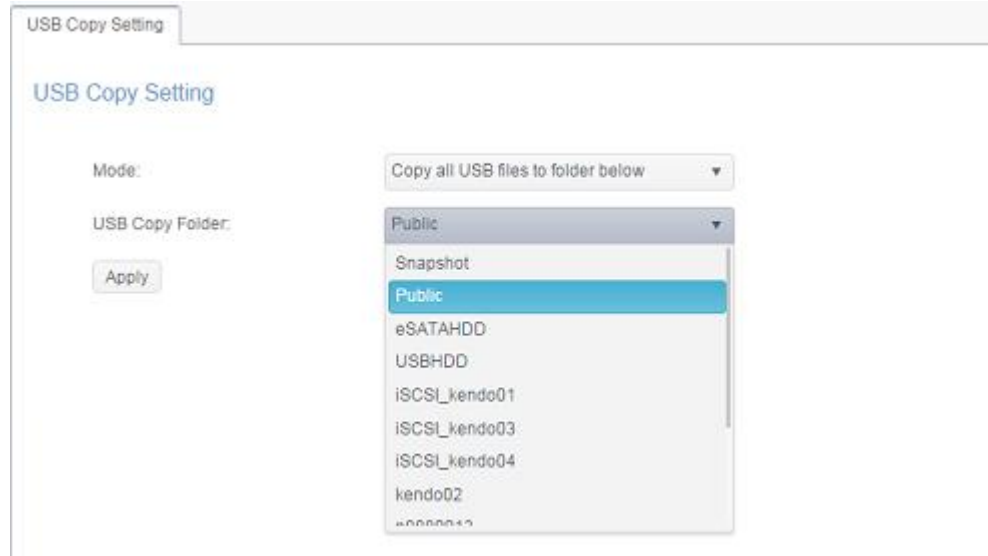 USB Copy Setting
USB Copy Setting
Mode:
Copy all USB files to folder below
USB Copy Folder:
Public
Apply
Snapshot
Public
eSATAHDD
USBHDD
iSCSI_kendo01
iSCSI_kendo03
iSCSI_kendo04
kendo02